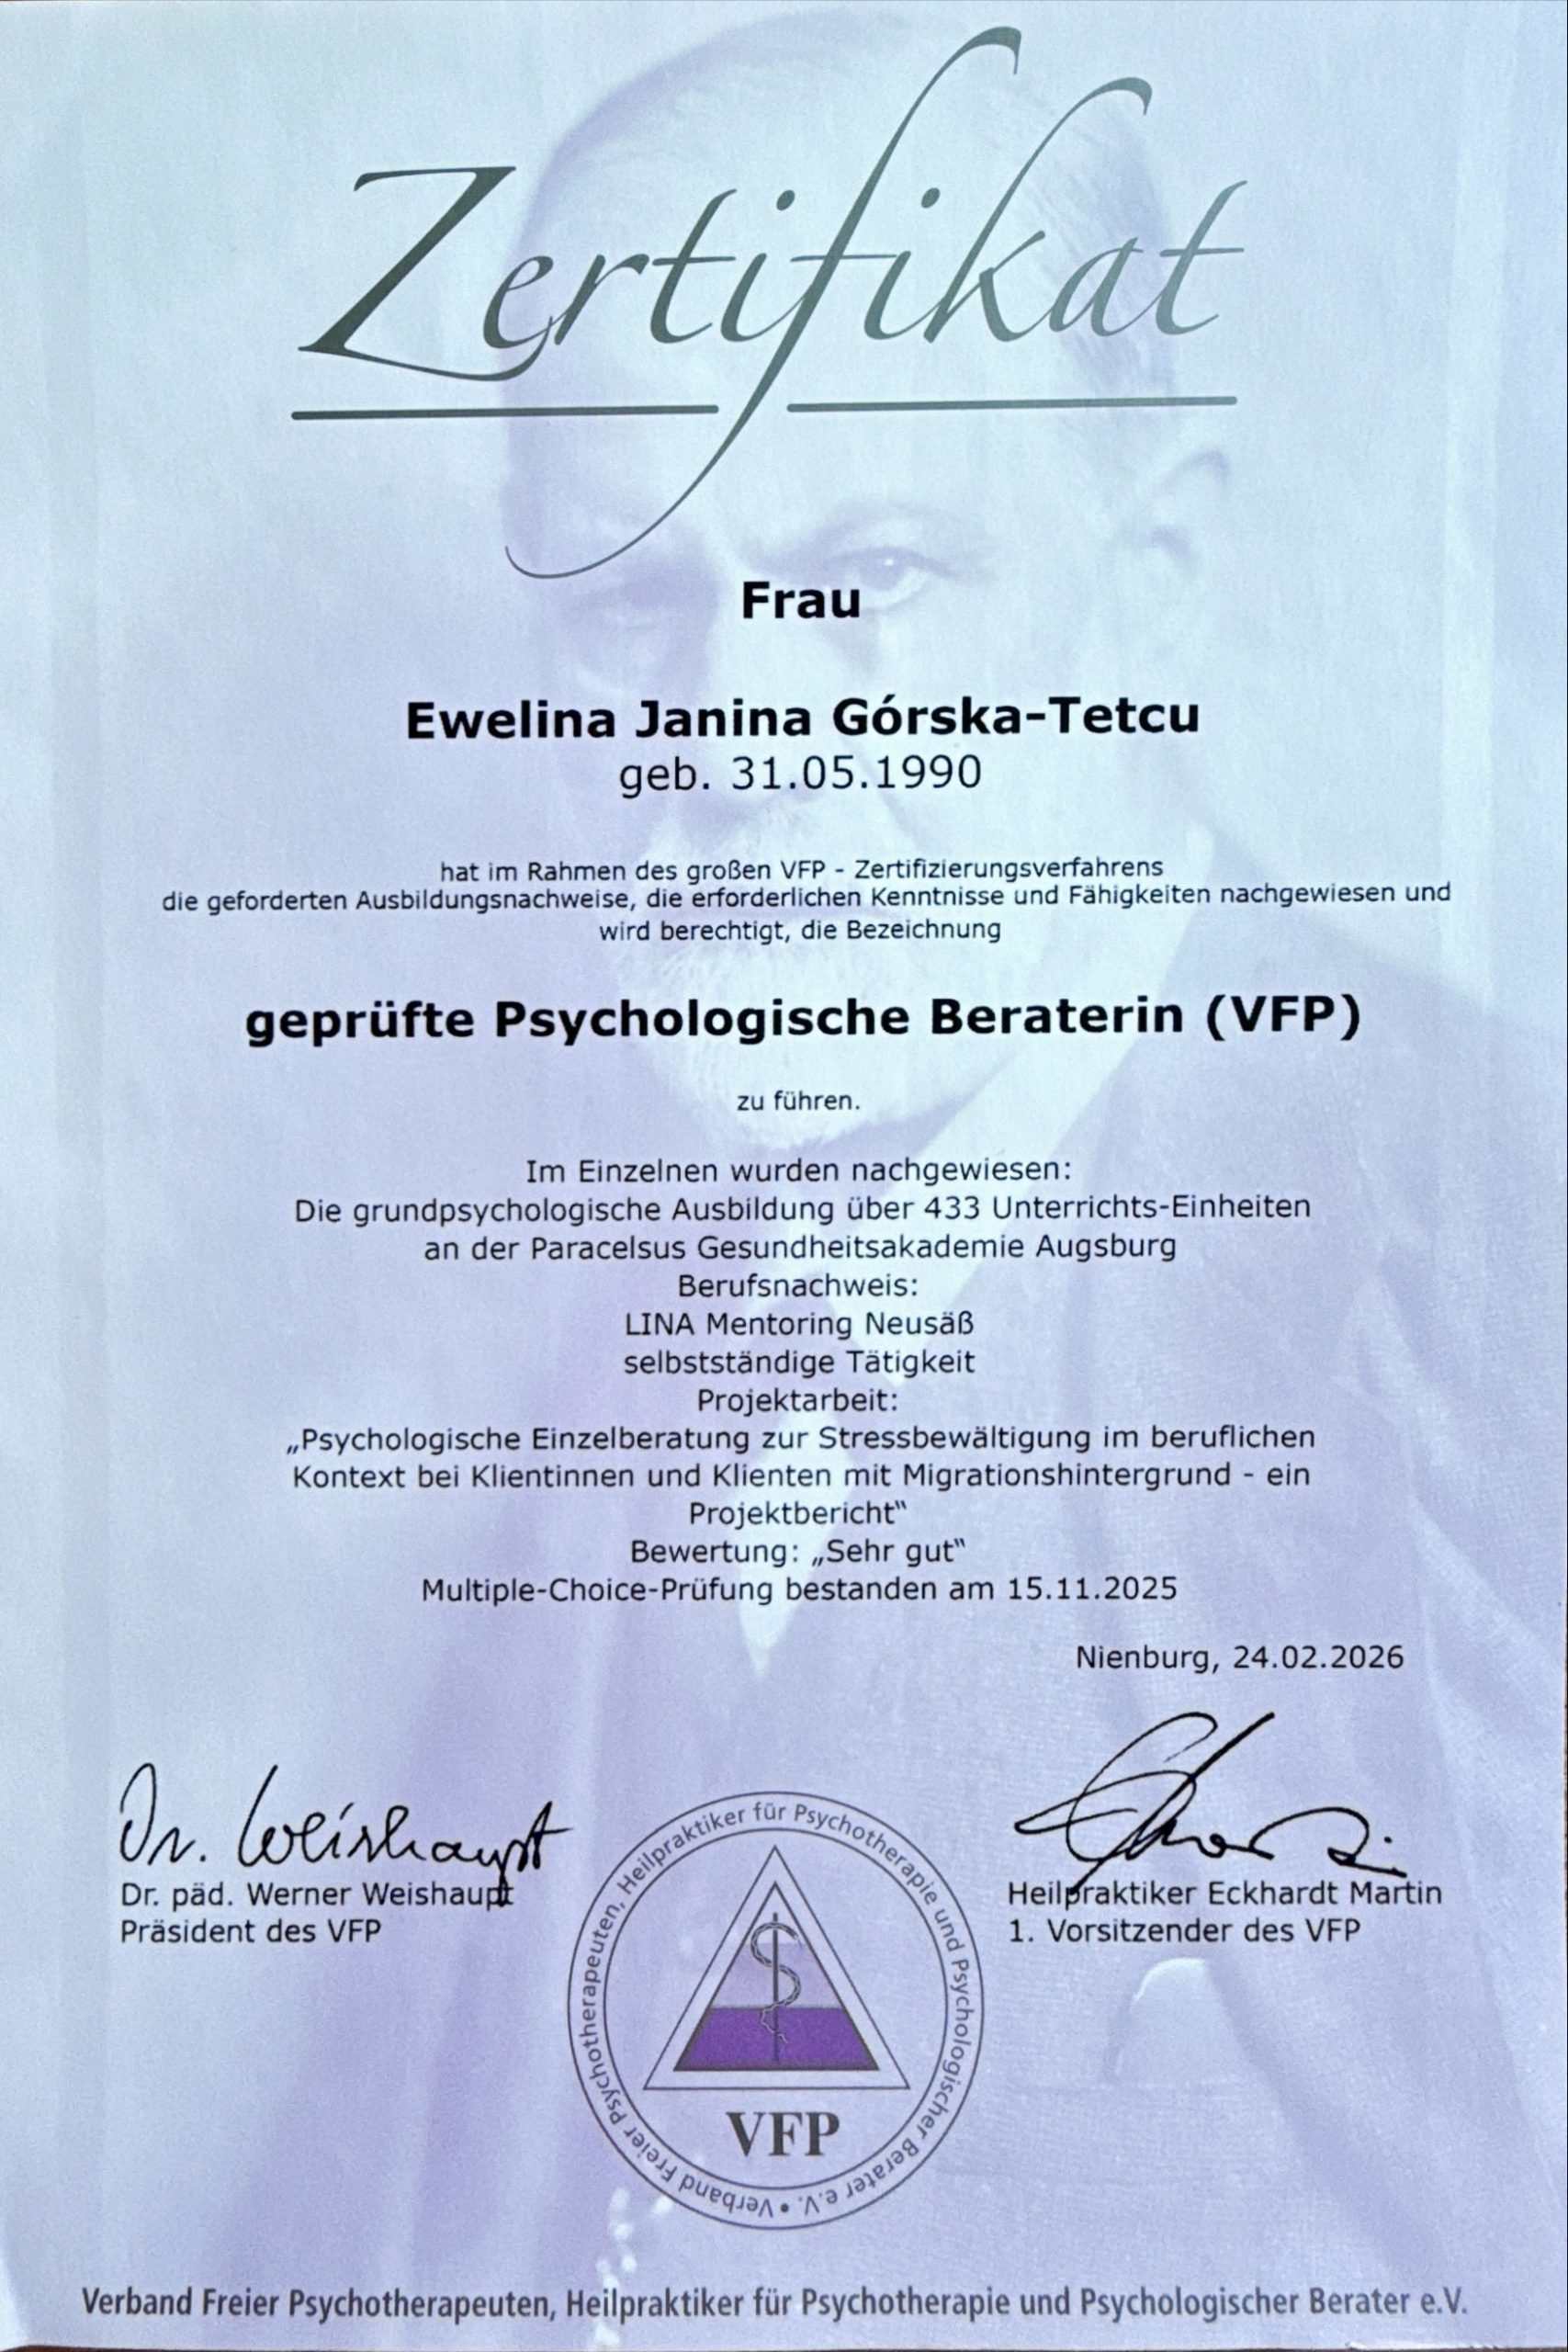 Zertifikat
Frau
Ewelina Janina Górska-Tetcu
geb. 31.05.1990
hat im Rahmen des großen VFP - Zertifizierungsverfahrens
die geforderten Ausbildungsnachweise, die erforderlichen Kenntnisse und Fähigkeiten nachgewiesen und
wird berechtigt, die Bezeichnung
geprüfte Psychologische Beraterin (VFP)
zu führen.
Im Einzelnen wurden nachgewiesen:
Die grundpsychologische Ausbildung über 433 Unterrichts-Einheiten
an der Paracelsus Gesundheitsakademie Augsburg
Berufsnachweis:
LINA Mentoring Neusäß
selbstständige Tätigkeit
Projektarbeit:
„Psychologische Einzelberatung zur Stressbewältigung im beruflichen
Kontext bei Klientinnen und Klienten mit Migrationshintergrund - ein
Projektbericht“
Bewertung: „Sehr gut“
Multiple-Choice-Prüfung bestanden am 15.11.2025
Nienburg, 24.02.2026
Dr. Weishaupt
Dr. päd. Werner Weishaupt
Präsident des VFP
Heilpraktiker Eckhardt Martin
1. Vorsitzender des VFP
Verband Freier Psychotherapeuten, Heilpraktiker für Psychotherapie und Psychologischer Berater e.V. •
VFP
Verband Freier Psychotherapeuten, Heilpraktiker für Psychotherapie und Psychologischer Berater e.V.